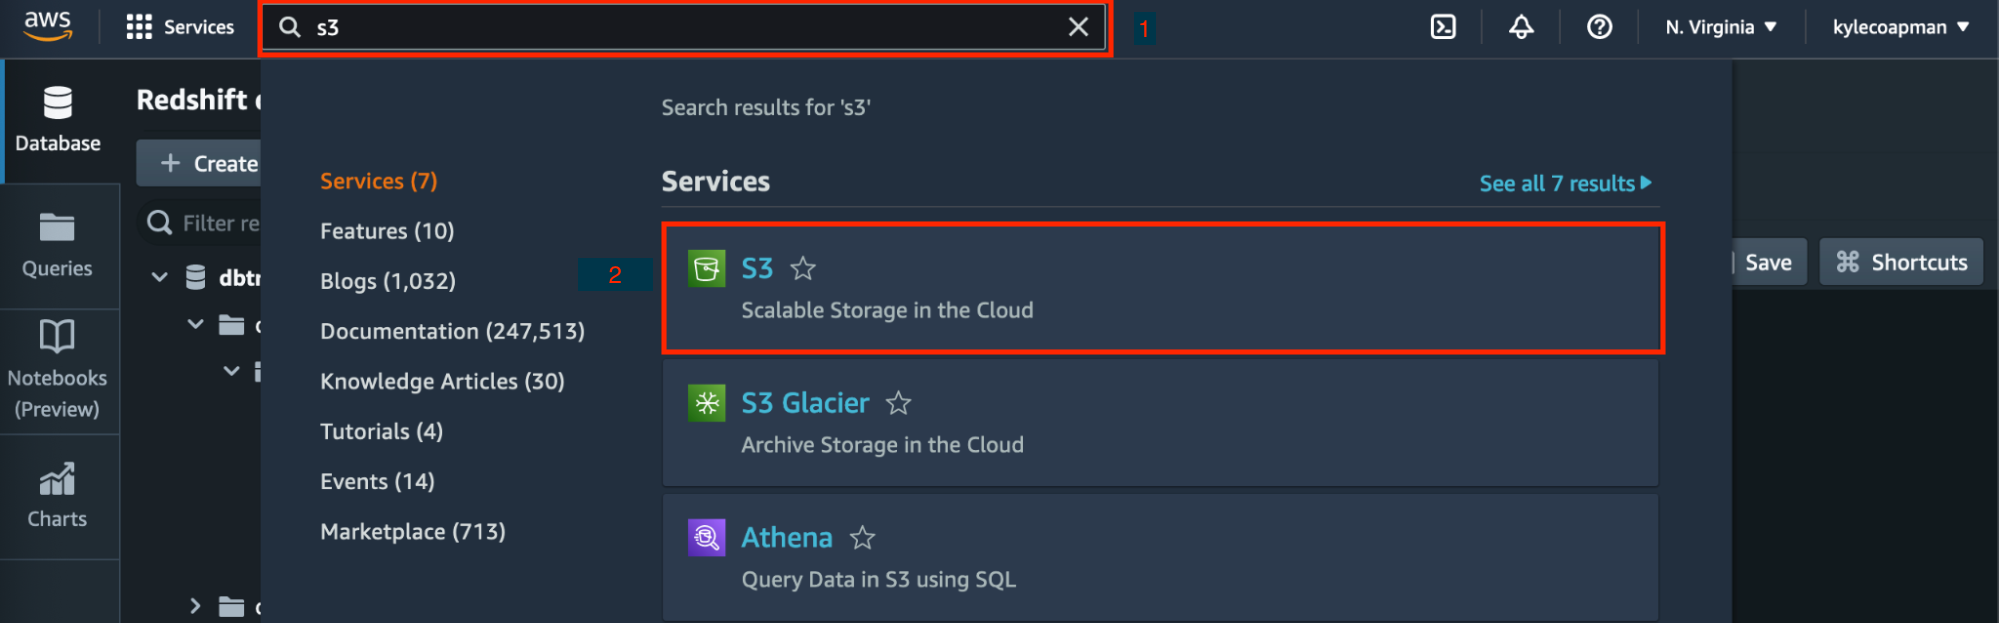 aws
Services
s3
1
N. Virginia
kylecoapman
Database
Queries
Notebooks
(Preview)
Charts
Redshift
Create
Filter re
dbtr
Search results for 's3'
Services (7)
Features (10)
Blogs (1,032)
Documentation (247,513)
Knowledge Articles (30)
Tutorials (4)
Events (14)
Marketplace (713)
Services
See all 7 results
2
S3
Scalable Storage in the Cloud
S3 Glacier
Archive Storage in the Cloud
Athena
Query Data in S3 using SQL
Save
Shortcuts